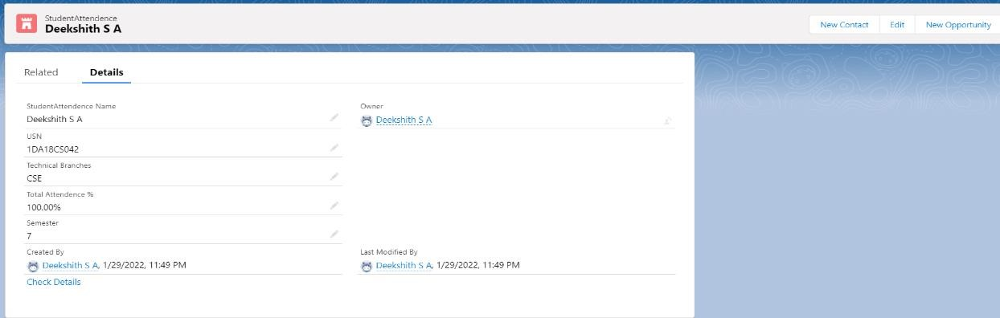 StudentAttendence
Deekshith S A
New Contact Edit New Opportunity
Related Details
StudentAttendence Name
Deekshith S A
Owner
Deekshith S A
USN
1DA18CS042
Technical Branches
CSE
Total Attendence %
100.00%
Semester
7
Created By
Deekshith S A, 1/29/2022, 11:49 PM
Last Modified By
Deekshith S A, 1/29/2022, 11:49 PM
Check Details